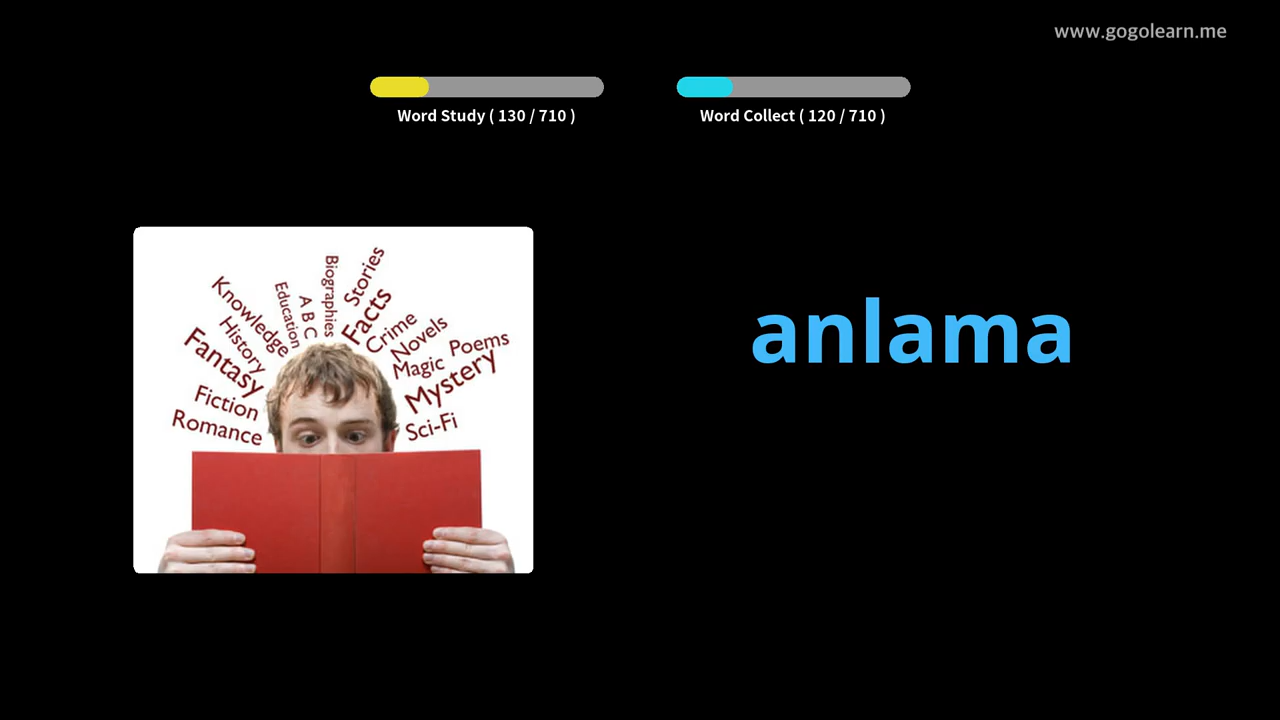 www.gogolearn.me
Word Study ( 130 / 710 )
Word Collect ( 120 / 710 )
Knowledge
Education
A B C
Biographies
Stories
Facts
History
Crime
Novels
Poems
Fantasy
Magic
Mystery
Fiction
Romance
Sci-Fi
anlama